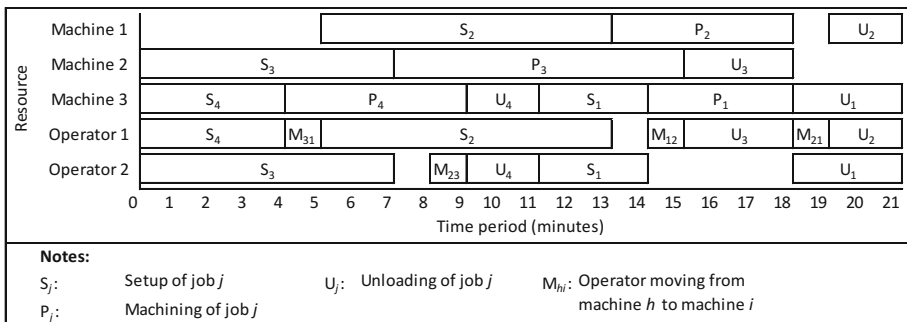 Resource
Machine 1 S₂ P₂ U₂
Machine 2 S₃ P₃ U₃
Machine 3 S₄ P₄ U₄ S₁ P₁ U₁
Operator 1 S₄ M₃₁ S₂ M₁₂ U₃ M₂₁ U₂
Operator 2 S₃ M₂₃ U₄ S₁ U₁
0 1 2 3 4 5 6 7 8 9 10 11 12 13 14 15 16 17 18 19 20 21
Time period (minutes)
Notes:
Sⱼ: Setup of job j Uⱼ: Unloading of job j Mₕᵢ: Operator moving from
machine h to machine i
Pⱼ: Machining of job j